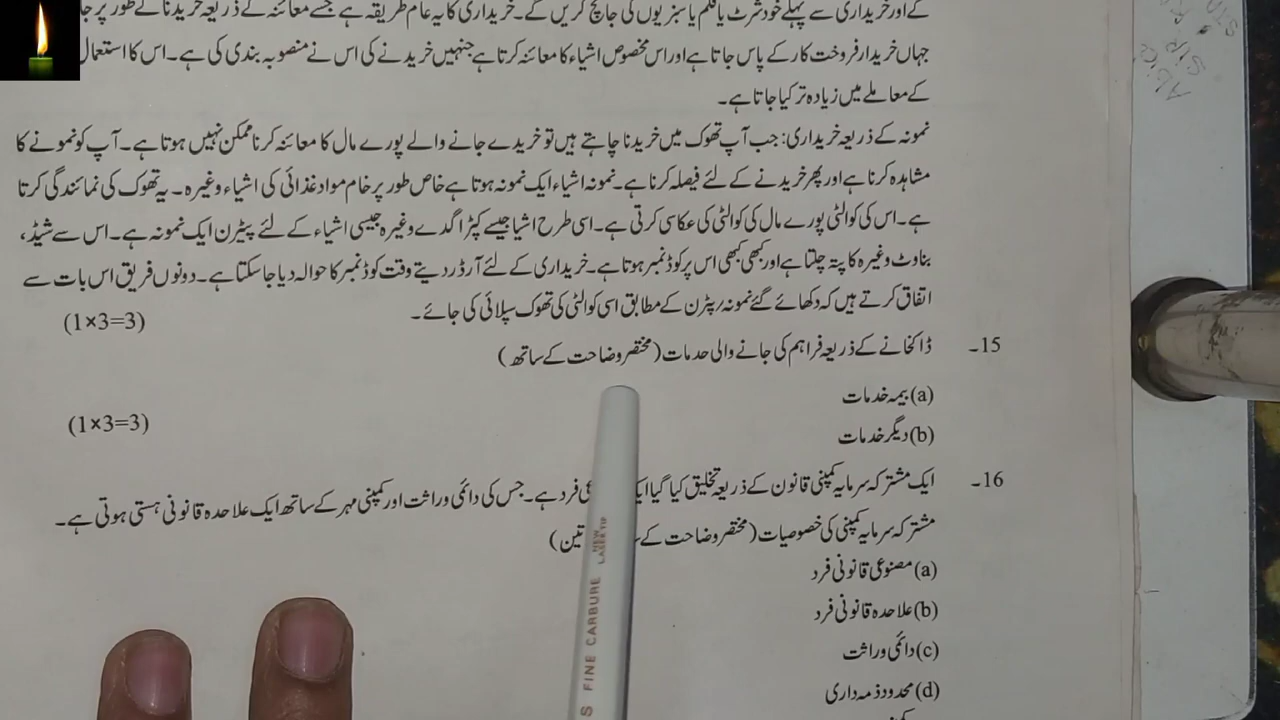 کے اور خریداری سے پہلے خود شرٹ یا قلم یا سبزیوں کی جانچ کریں گے۔ خریداری کا یہ عام طریقہ ہے جسے معائنہ کے ذریعہ خریدنا کے طور پر
جہاں خریدار فروخت کار کے پاس جاتا ہے اور اس مخصوص اشیاء کا معائنہ کرتا ہے جنہیں خریدنے کی اس نے منصوبہ بندی کی ہے۔ اس کا استعمال
کے معاملے میں زیادہ تر کیا جاتا ہے۔
نمونہ کے ذریعہ خریداری: جب آپ تھوک میں خریدنا چاہتے ہیں تو خریدے جانے والے پورے مال کا معائنہ کرنا ممکن نہیں ہوتا ہے۔ آپ کو نمونے کا
مشاہدہ کرنا ہے اور پھر خریدنے کے لئے فیصلہ کرنا ہے۔ نمونہ اشیاء ایک نمونہ ہوتا ہے خاص طور پر خام مواد غذائی کی اشیاء وغیرہ۔ یہ تھوک کی نمائندگی کرتا
ہے۔ اس کی کوالٹی پورے مال کی کوالٹی کی عکاسی کرتی ہے۔ اسی طرح اشیا جیسے کپڑا گدے وغیرہ جیسی اشیاء کے لئے پیٹرن ایک نمونہ ہے۔ اس سے شیڈ،
بناوٹ وغیرہ کا پتہ چلتا ہے اور کبھی کبھی اس پر کوڈ نمبر ہوتا ہے۔ خریداری کے لئے آرڈر دیتے وقت کوڈ نمبر کا حوالہ دیا جا سکتا ہے۔ دونوں فریق اس بات سے
اتفاق کرتے ہیں کہ دکھائے گئے نمونہ/پیٹرن کے مطابق اسی کوالٹی کی تھوک سپلائی کی جائے۔
(1×3=3)
15۔ ڈاکخانے کے ذریعہ فراہم کی جانے والی خدمات (مختصر وضاحت کے ساتھ)
(a) بیمہ خدمات
(b) دیگر خدمات
(1×3=3)
16۔ ایک مشترکہ سرمایہ کمپنی قانون کے ذریعہ تخلیق کیا گیا فرد ہے۔ جس کی دائمی وراثت اور کمپنی مہر کے ساتھ ایک علاحدہ قانونی ہستی ہوتی ہے۔
مشترکہ سرمایہ کمپنی کی خصوصیات (مختصر وضاحت کے تین)
(a) مصنوعی قانونی فرد
(b) علاحدہ قانونی فرد
(c) دائمی وراثت
(d) محدود ذمہ داری
NEW
LASER TIP
S FINE CARBURE